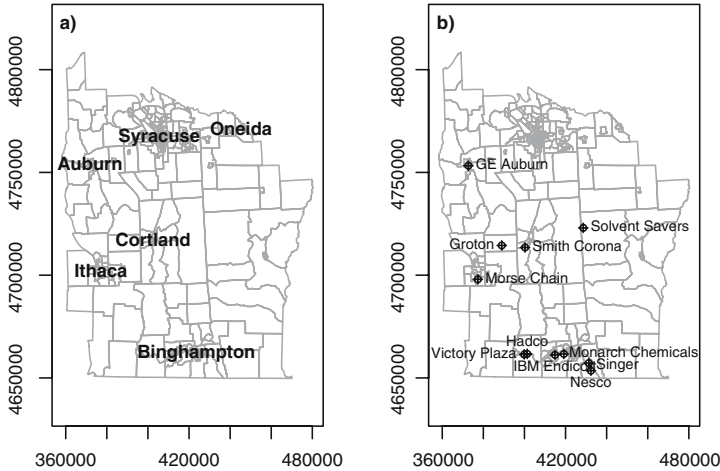 a)
4800000
4750000
4700000
4650000
Syracuse
Oneida
Auburn
Cortland
Ithaca
Binghampton
360000
420000
480000
b)
4800000
4750000
4700000
4650000
GE Auburn
Solvent Savers
Groton
Smith Corona
Morse Chain
Hadco
Victory Plaza
Monarch Chemicals
IBM Endico
Singer
Nesco
360000
420000
480000